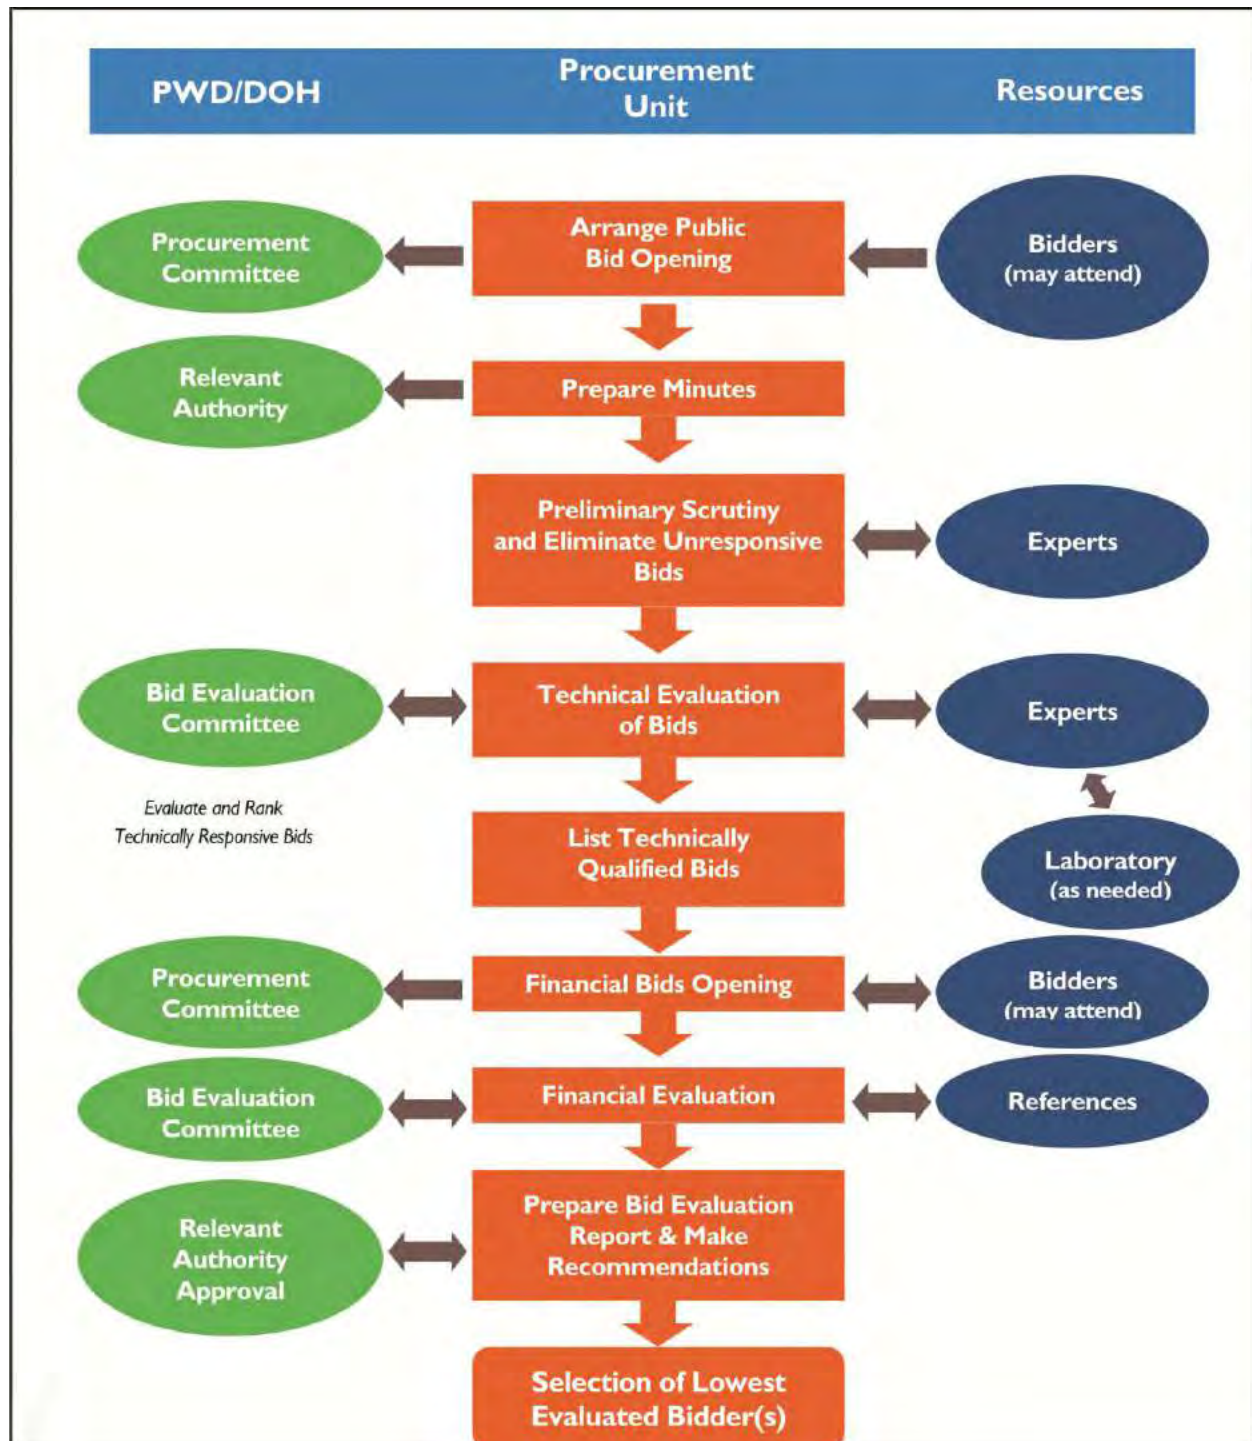 PWD/DOH
Procurement
Unit
Resources
Procurement
Committee
Arrange Public
Bid Opening
Bidders
(may attend)
Relevant
Authority
Prepare Minutes
Preliminary Scrutiny
and Eliminate Unresponsive
Bids
Experts
Bid Evaluation
Committee
Technical Evaluation
of Bids
Experts
Evaluate and Rank
Technically Responsive Bids
List Technically
Qualified Bids
Laboratory
(as needed)
Procurement
Committee
Financial Bids Opening
Bidders
(may attend)
Bid Evaluation
Committee
Financial Evaluation
References
Relevant
Authority
Approval
Prepare Bid Evaluation
Report & Make
Recommendations
Selection of Lowest
Evaluated Bidder(s)